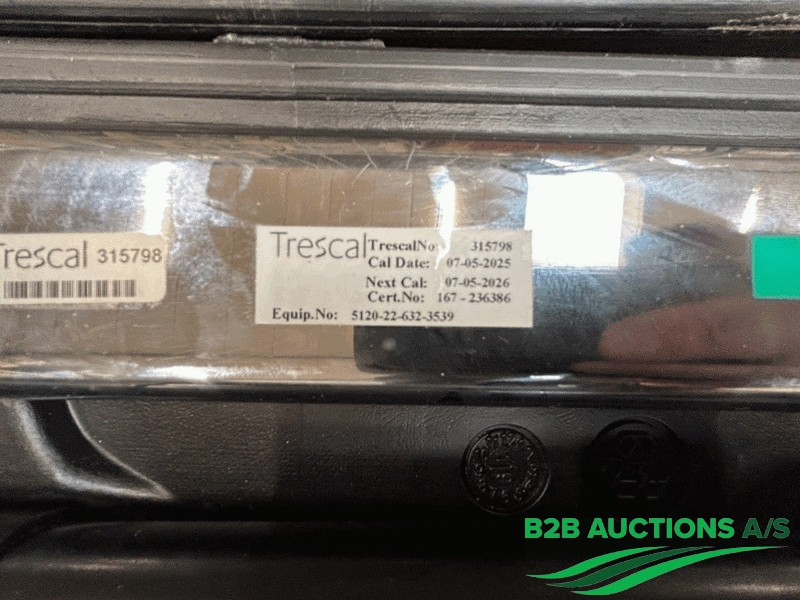 Trescal 315798
Trescal
TrescalNo: 315798
Cal Date: 07-05-2025
Next Cal: 07-05-2026
Cert.No: 167 - 236386
Equip.No: 5120-22-632-3539
B2B AUCTIONS A/S